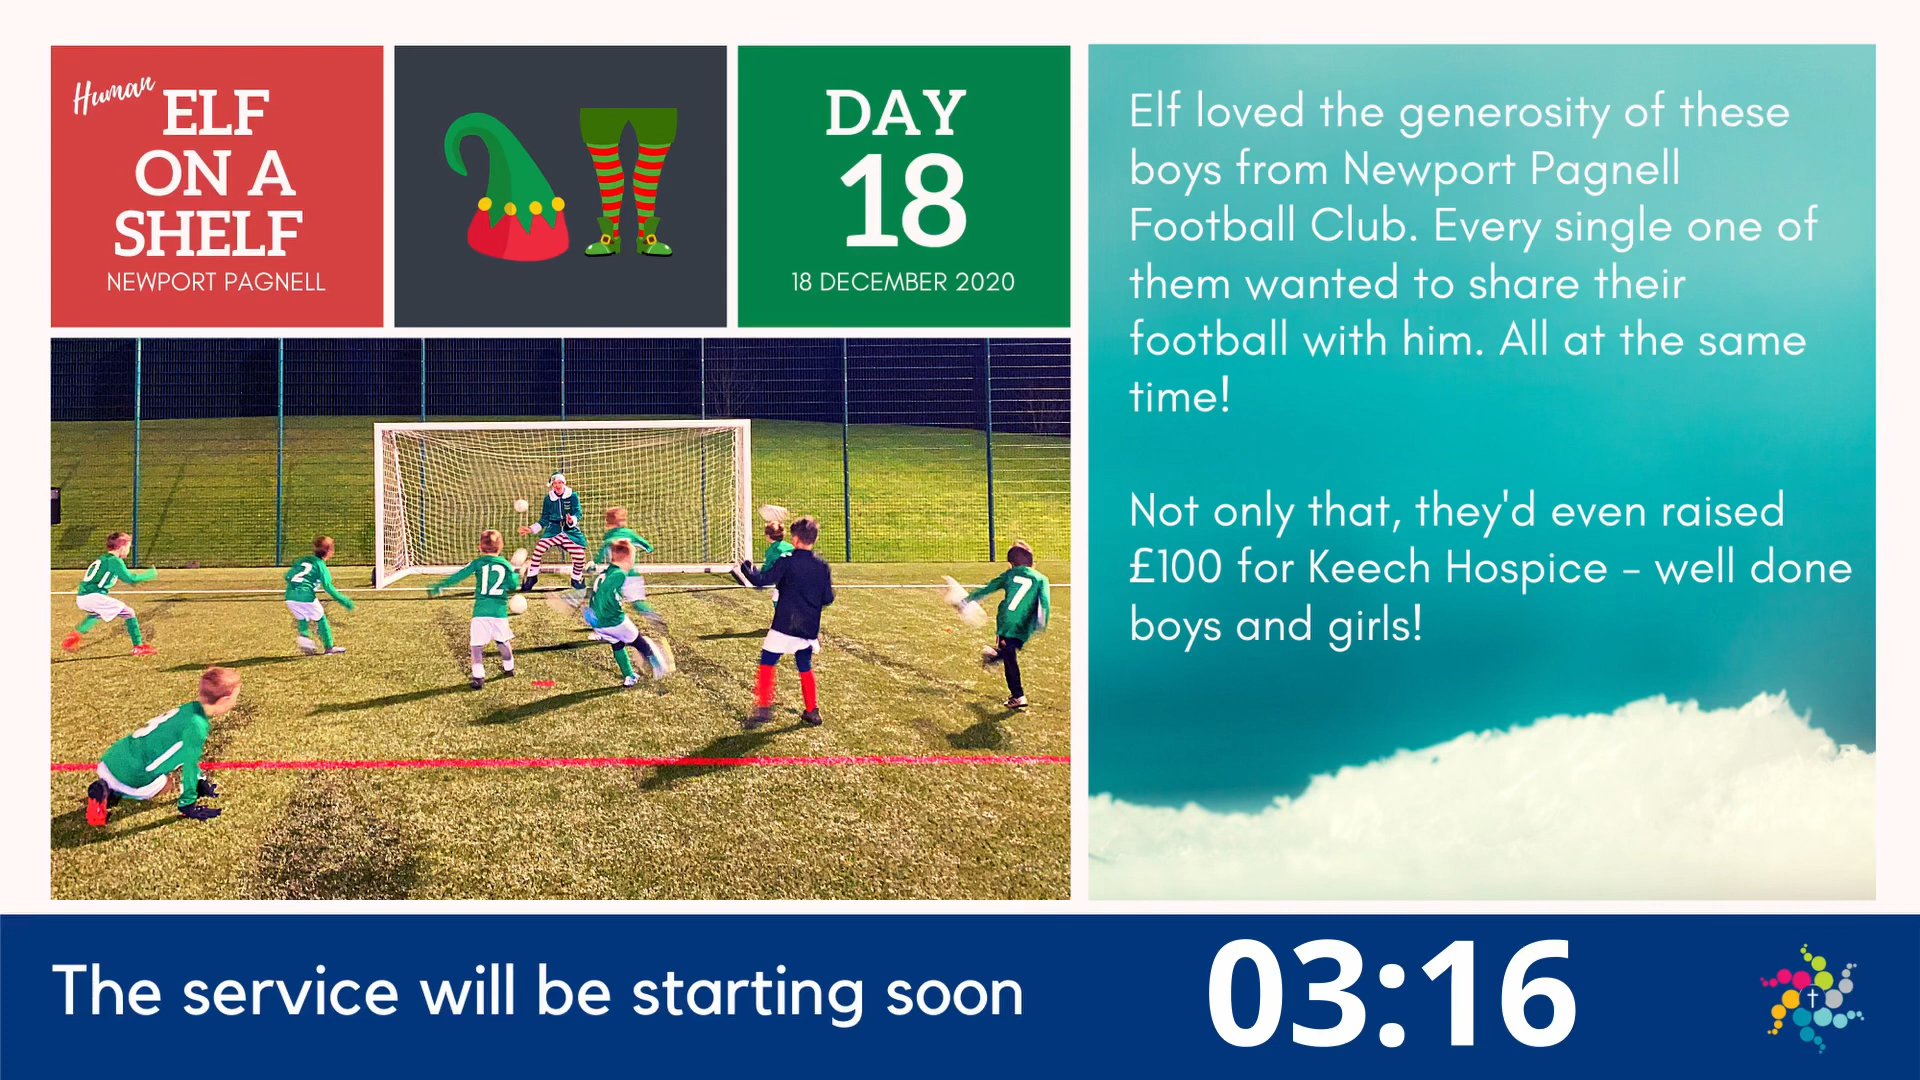 Human
ELF
ON A
SHELF
NEWPORT PAGNELL
DAY
18
18 DECEMBER 2020
Elf loved the generosity of these
boys from Newport Pagnell
Football Club. Every single one of
them wanted to share their
football with him. All at the same
time!
Not only that, they'd even raised
£100 for Keech Hospice - well done
boys and girls!
2
12
7
The service will be starting soon
03:16